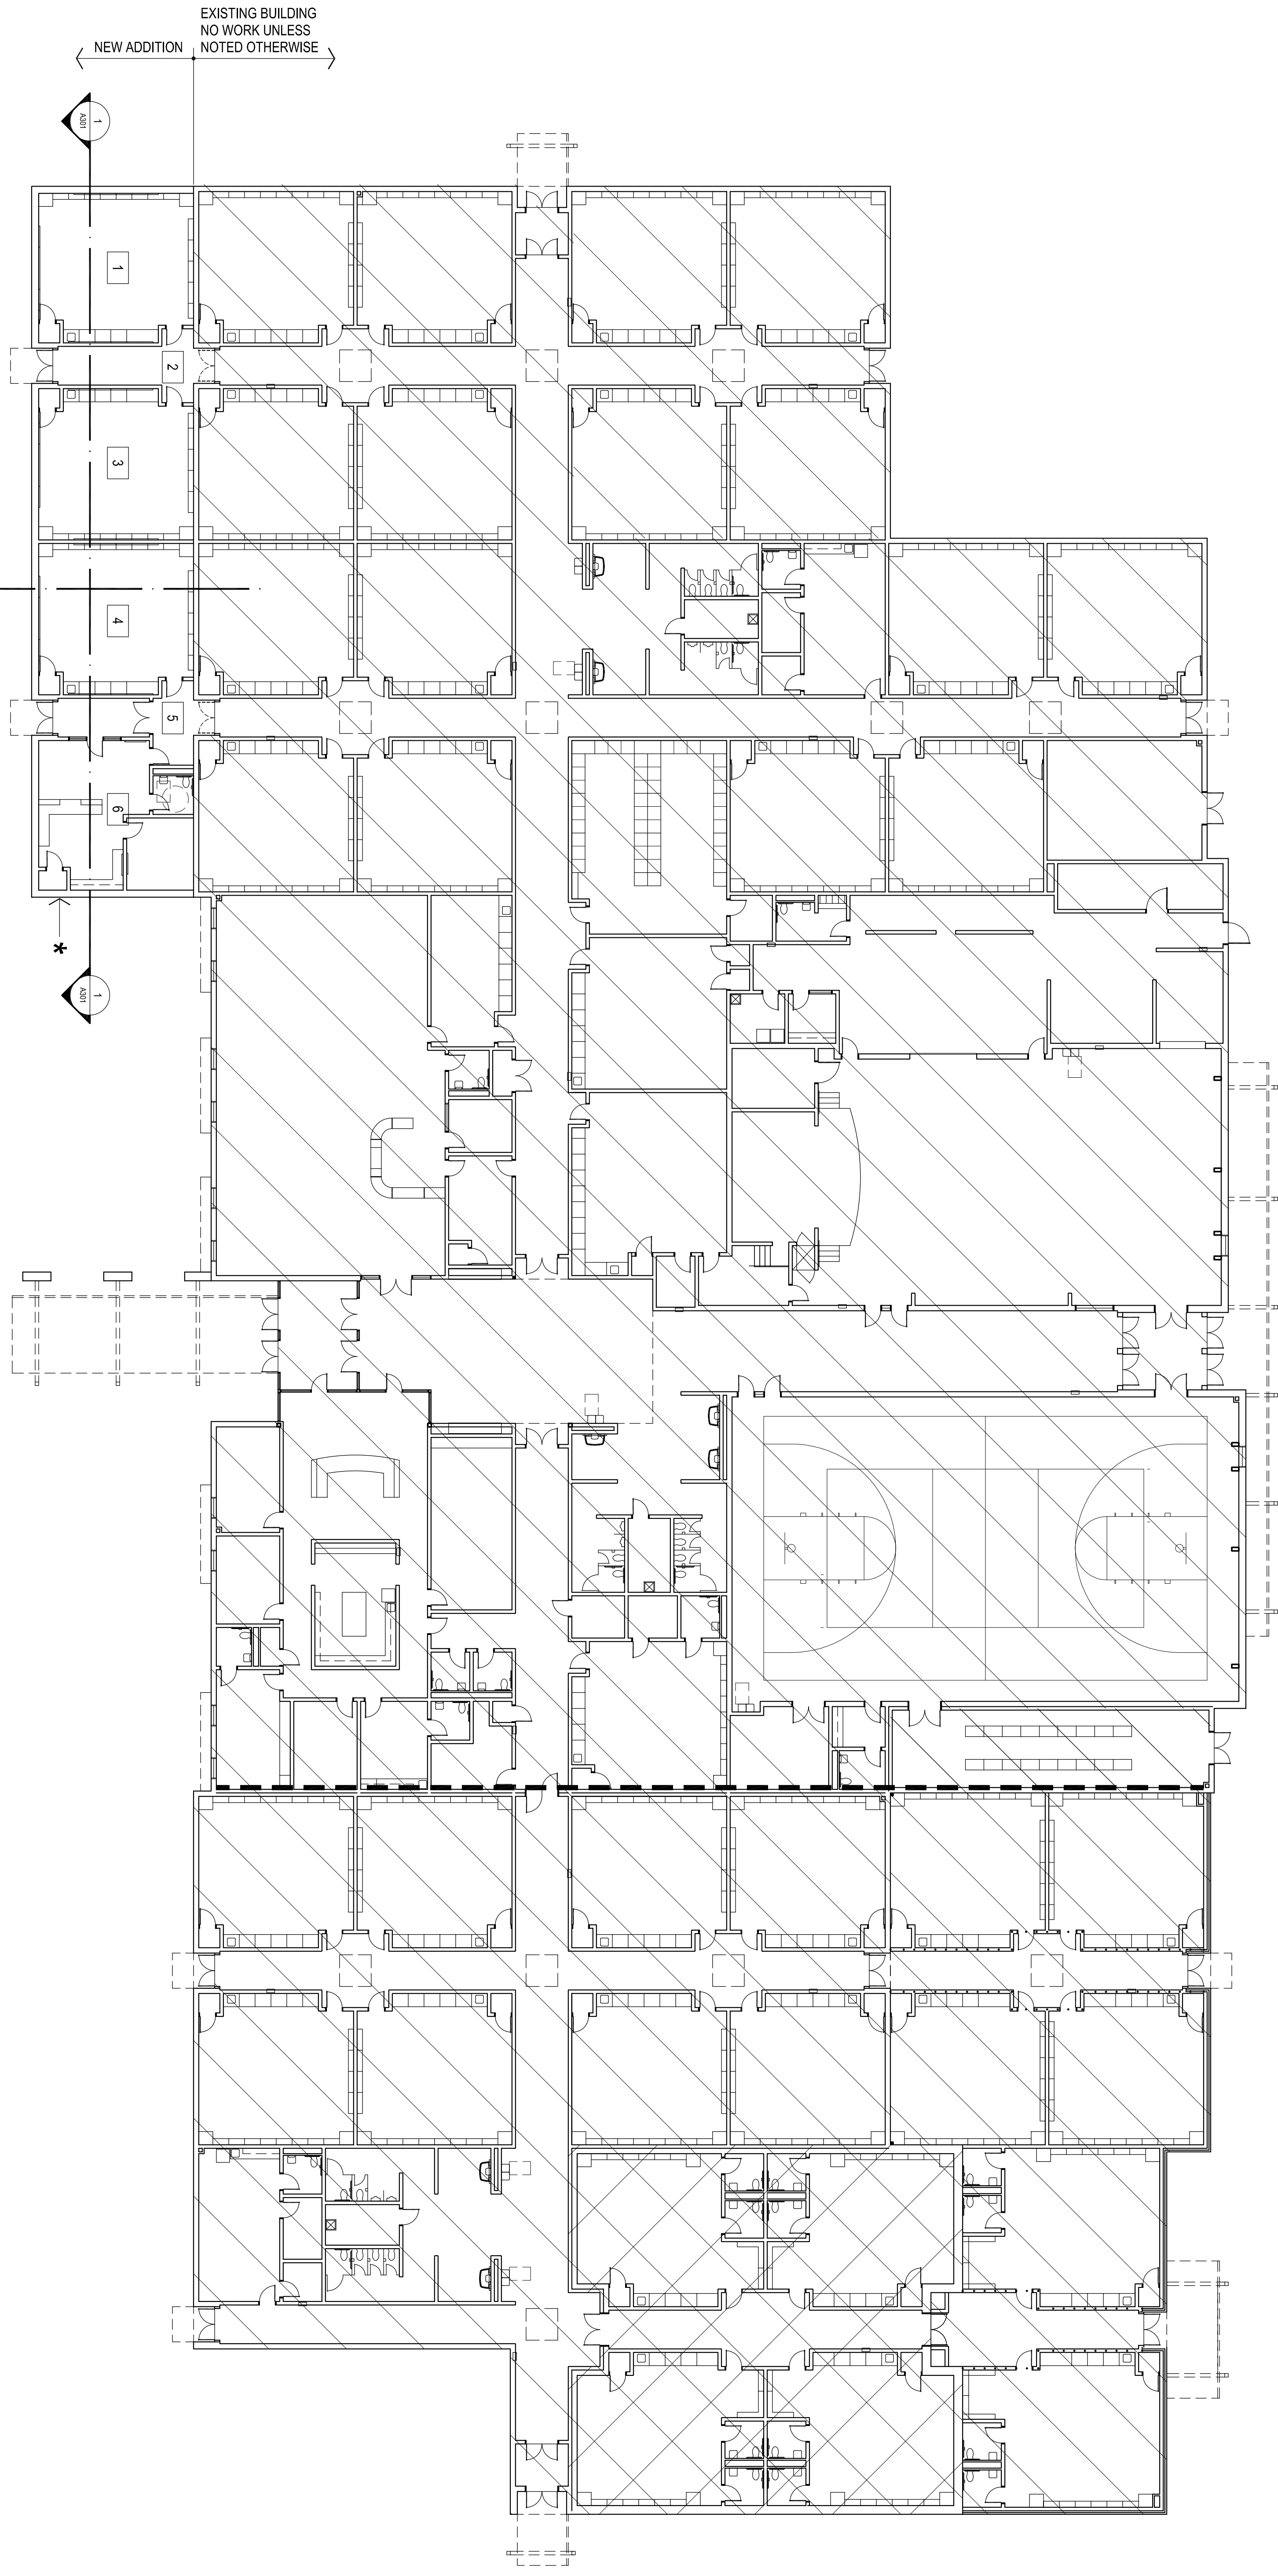 EXISTING BUILDING
NO WORK UNLESS
NEW ADDITION
NOTED OTHERWISE
1
A301
1
2
3
4
5
6
*
1
A301